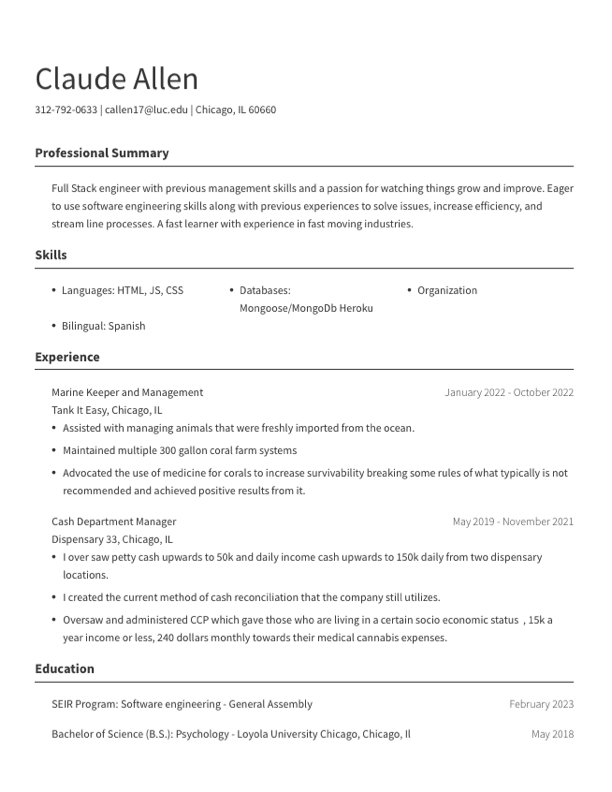 Claude Allen
312-792-0633 | callen17@luc.edu | Chicago, IL 60660
Professional Summary
Full Stack engineer with previous management skills and a passion for watching things grow and improve. Eager
to use software engineering skills along with previous experiences to solve issues, increase efficiency, and
stream line processes. A fast learner with experience in fast moving industries.
Skills
• Languages: HTML, JS, CSS
• Databases:
Mongoose/MongoDb Heroku
• Organization
• Bilingual: Spanish
Experience
Marine Keeper and Management January 2022 - October 2022
Tank It Easy, Chicago, IL
• Assisted with managing animals that were freshly imported from the ocean.
• Maintained multiple 300 gallon coral farm systems
• Advocated the use of medicine for corals to increase survivability breaking some rules of what typically is not
recommended and achieved positive results from it.
Cash Department Manager May 2019 - November 2021
Dispensary 33, Chicago, IL
• I over saw petty cash upwards to 50k and daily income cash upwards to 150k daily from two dispensary
locations.
• I created the current method of cash reconciliation that the company still utilizes.
• Oversaw and administered CCP which gave those who are living in a certain socio economic status , 15k a
year income or less, 240 dollars monthly towards their medical cannabis expenses.
Education
SEIR Program: Software engineering - General Assembly February 2023
Bachelor of Science (B.S.): Psychology - Loyola University Chicago, Chicago, Il May 2018